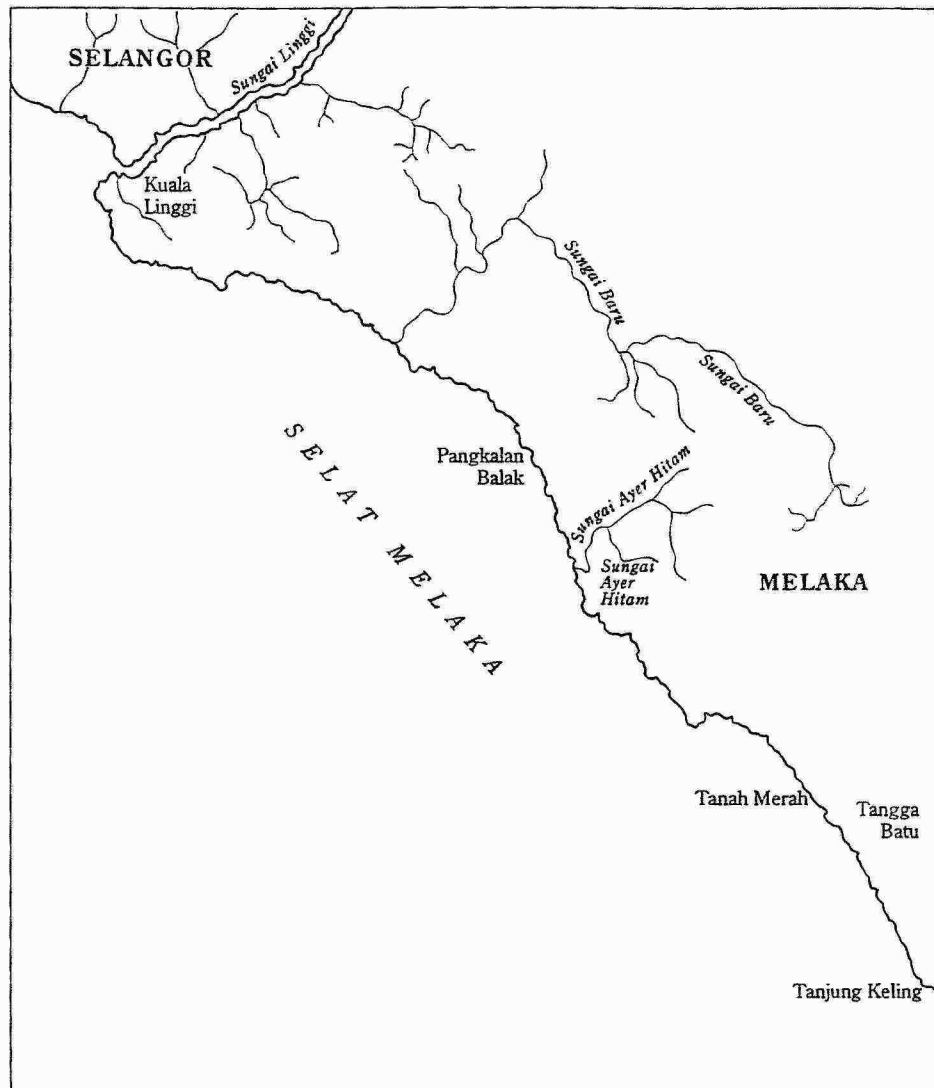 SELANGOR
Sungai Linggi
Kuala
Linggi
Sungai Baru
Sungai Baru
SELAT MELAKA
Pangkalan
Balak
Sungai Ayer Hitam
Sungai
Ayer
Hitam
MELAKA
Tanah Merah
Tangga
Batu
Tanjung Keling